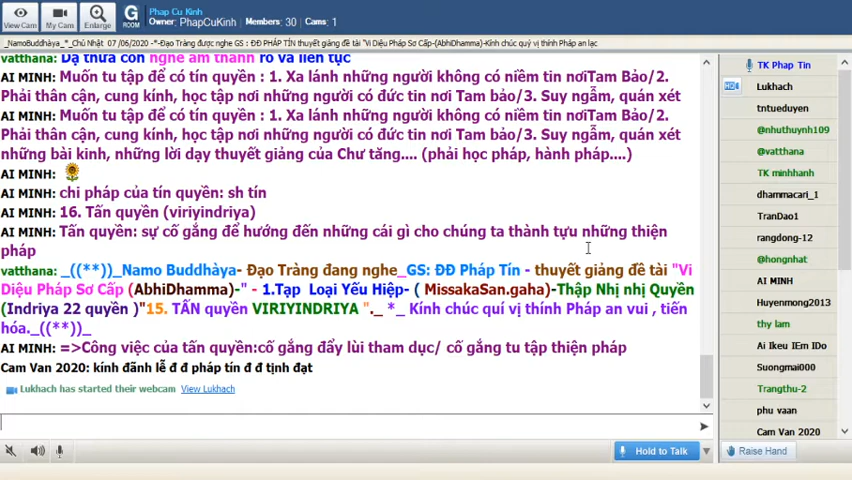 View Cam
My Cam
Enlarge
G
ROOM
Phap Cu Kinh
Owner: PhapCuKinh Members: 30 Cams: 1
_NamoBuddhàya_*_Chủ Nhật 07/06/2020 -*-Đạo Tràng được nghe GS : ĐĐ PHÁP TÍN thuyết giảng đề tài "Vi Diệu Pháp Sơ Cấp-(AbhiDhamma)-Kính chúc quý vị thính Pháp an lạc
vatthana: Dạ thưa con nghe âm thanh rõ và liên tục
AI MINH: Muốn tu tập để có tín quyền : 1. Xa lánh những người không có niềm tin nơiTam Bảo/2.
Phải thân cận, cung kính, học tập nơi những người có đức tin nơi Tam bảo/3. Suy ngẫm, quán xét
AI MINH: Muốn tu tập để có tín quyền : 1. Xa lánh những người không có niềm tin nơiTam Bảo/2.
Phải thân cận, cung kính, học tập nơi những người có đức tin nơi Tam bảo/3. Suy ngẫm, quán xét
những bài kinh, những lời dạy thuyết giảng của Chư tăng.... (phải học pháp, hành pháp....)
AI MINH:
AI MINH: chi pháp của tín quyền: sh tín
AI MINH: 16. Tấn quyền (viriyindriya)
AI MINH: Tấn quyền: sự cố gắng để hướng đến những cái gì cho chúng ta thành tựu những thiện
pháp
vatthana: _((**))_Namo Buddhàya- Đạo Tràng đang nghe_GS: ĐĐ Pháp Tín - thuyết giảng đề tài "Vi
Diệu Pháp Sơ Cấp (AbhiDhamma)-" - 1.Tạp Loại Yếu Hiệp- ( MissakaSan.gaha)-Thập Nhị nhị Quyền
(Indriya 22 quyền )"15. TẤN quyền VIRIYINDRIYA "._ *_ Kính chúc quí vị thính Pháp an vui , tiến
hóa._((**))_
AI MINH: =>Công việc của tấn quyền:cố gắng đẩy lùi tham dục/ cố gắng tu tập thiện pháp
Cam Van 2020: kính đãnh lễ đ đ pháp tín đ đ tịnh đạt
Lukhach has started their webcam View Lukhach
Hold to Talk
TK Phap Tin
Lukhach
tntueduyen
@nhuthuynh109
@vatthana
TK minhhanh
dhammacari_1
TranDao1
rangdong-12
@hongnhat
AI MINH
Huyenmong2013
thy lam
Ai Ikeu IEm IDo
Suongmai000
Trangthu-2
phu vaan
Cam Van 2020
Raise Hand